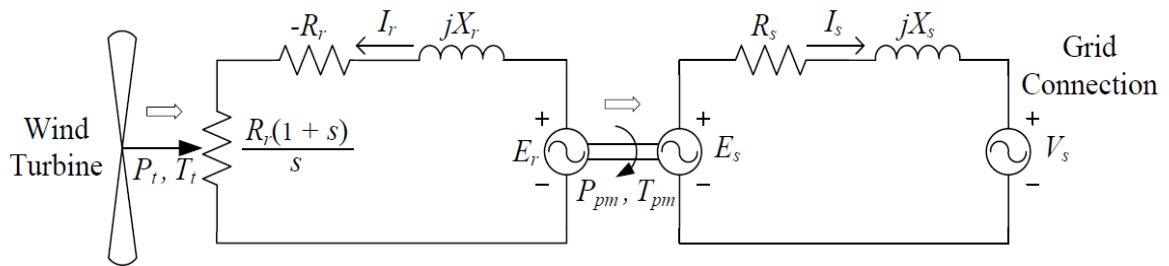 -Rr
Ir
jXr
Rs
Is
jXs
Grid
Connection
Wind
Turbine
Pt , Tt
Rr(1 + s)
s
+
Er
−
Ppm , Tpm
+
Es
−
+
Vs
−